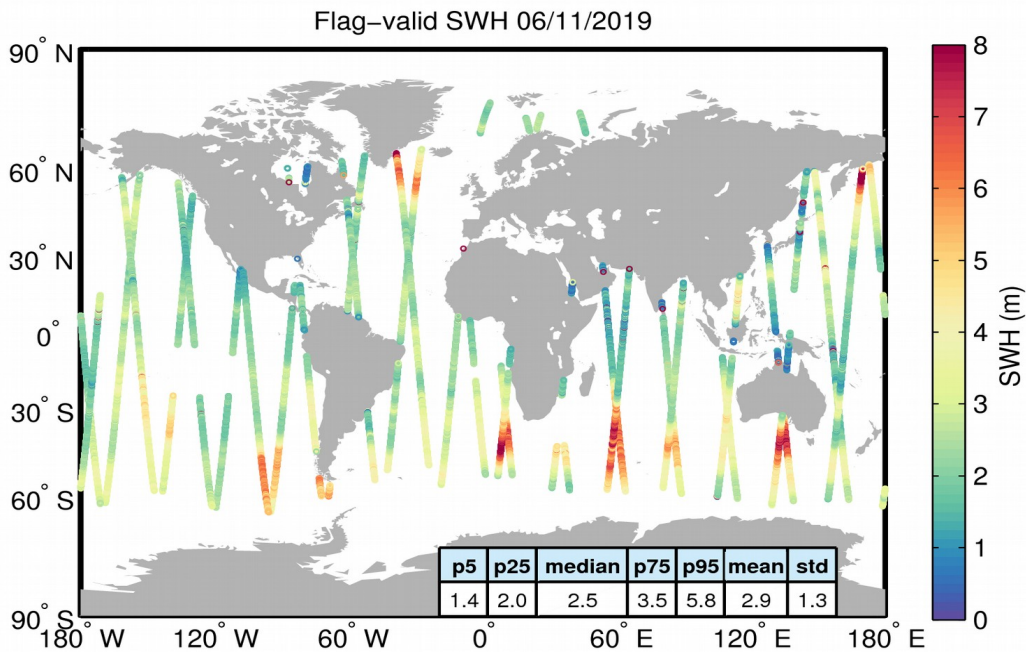 Flag−valid SWH 06/11/2019
90° N
60° N
30° N
0°
30° S
60° S
90° S
180° W
120° W
60° W
0°
60° E
120° E
180° E
p5 p25 median p75 p95 mean std
1.4 2.0 2.5 3.5 5.8 2.9 1.3
8
7
6
5
4
3
2
1
0
SWH (m)